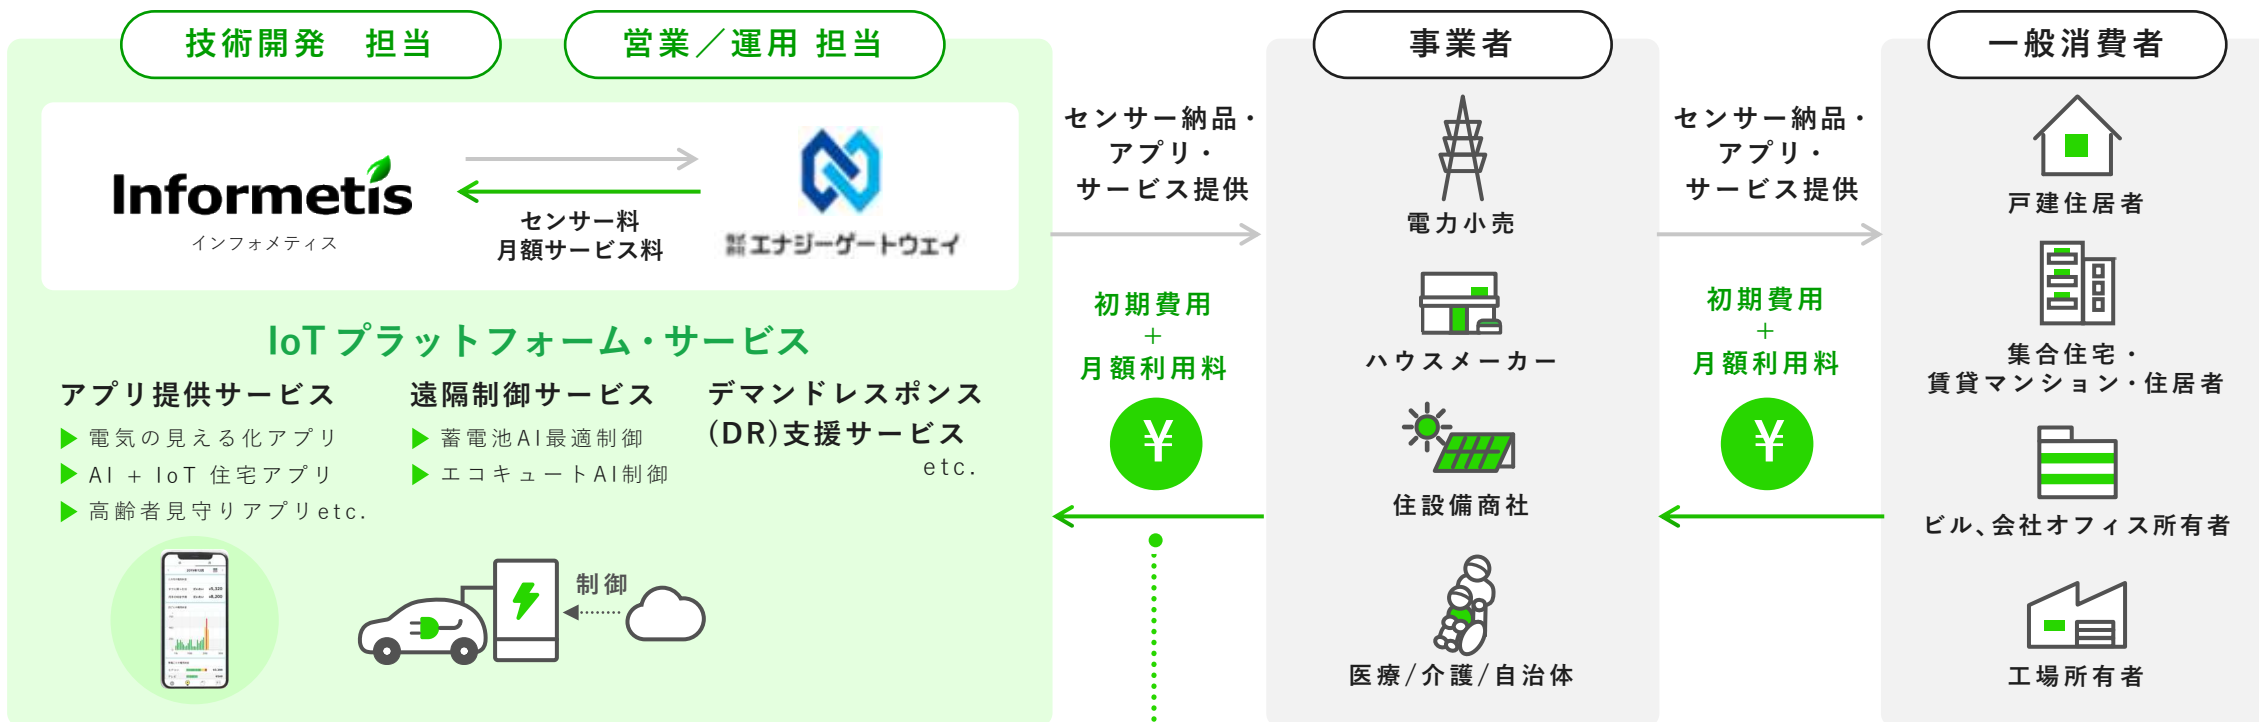 技術開発 担当
営業／運用 担当
Informetis
インフォメティス
センサー料
月額サービス料
株式会社エナジーゲートウェイ
IoTプラットフォーム・サービス
アプリ提供サービス
▶ 電気の見える化アプリ
▶ AI + IoT 住宅アプリ
▶ 高齢者見守りアプリetc.
遠隔制御サービス
▶ 蓄電池AI最適制御
▶ エコキュートAI制御
デマンドレスポンス
(DR)支援サービス
etc.
制御
センサー納品・
アプリ・
サービス提供
初期費用
+
月額利用料
¥
事業者
電力小売
ハウスメーカー
住設備商社
医療/介護/自治体
センサー納品・
アプリ・
サービス提供
初期費用
+
月額利用料
¥
一般消費者
戸建住居者
集合住宅・
賃貸マンション・住居者
ビル、会社オフィス所有者
工場所有者